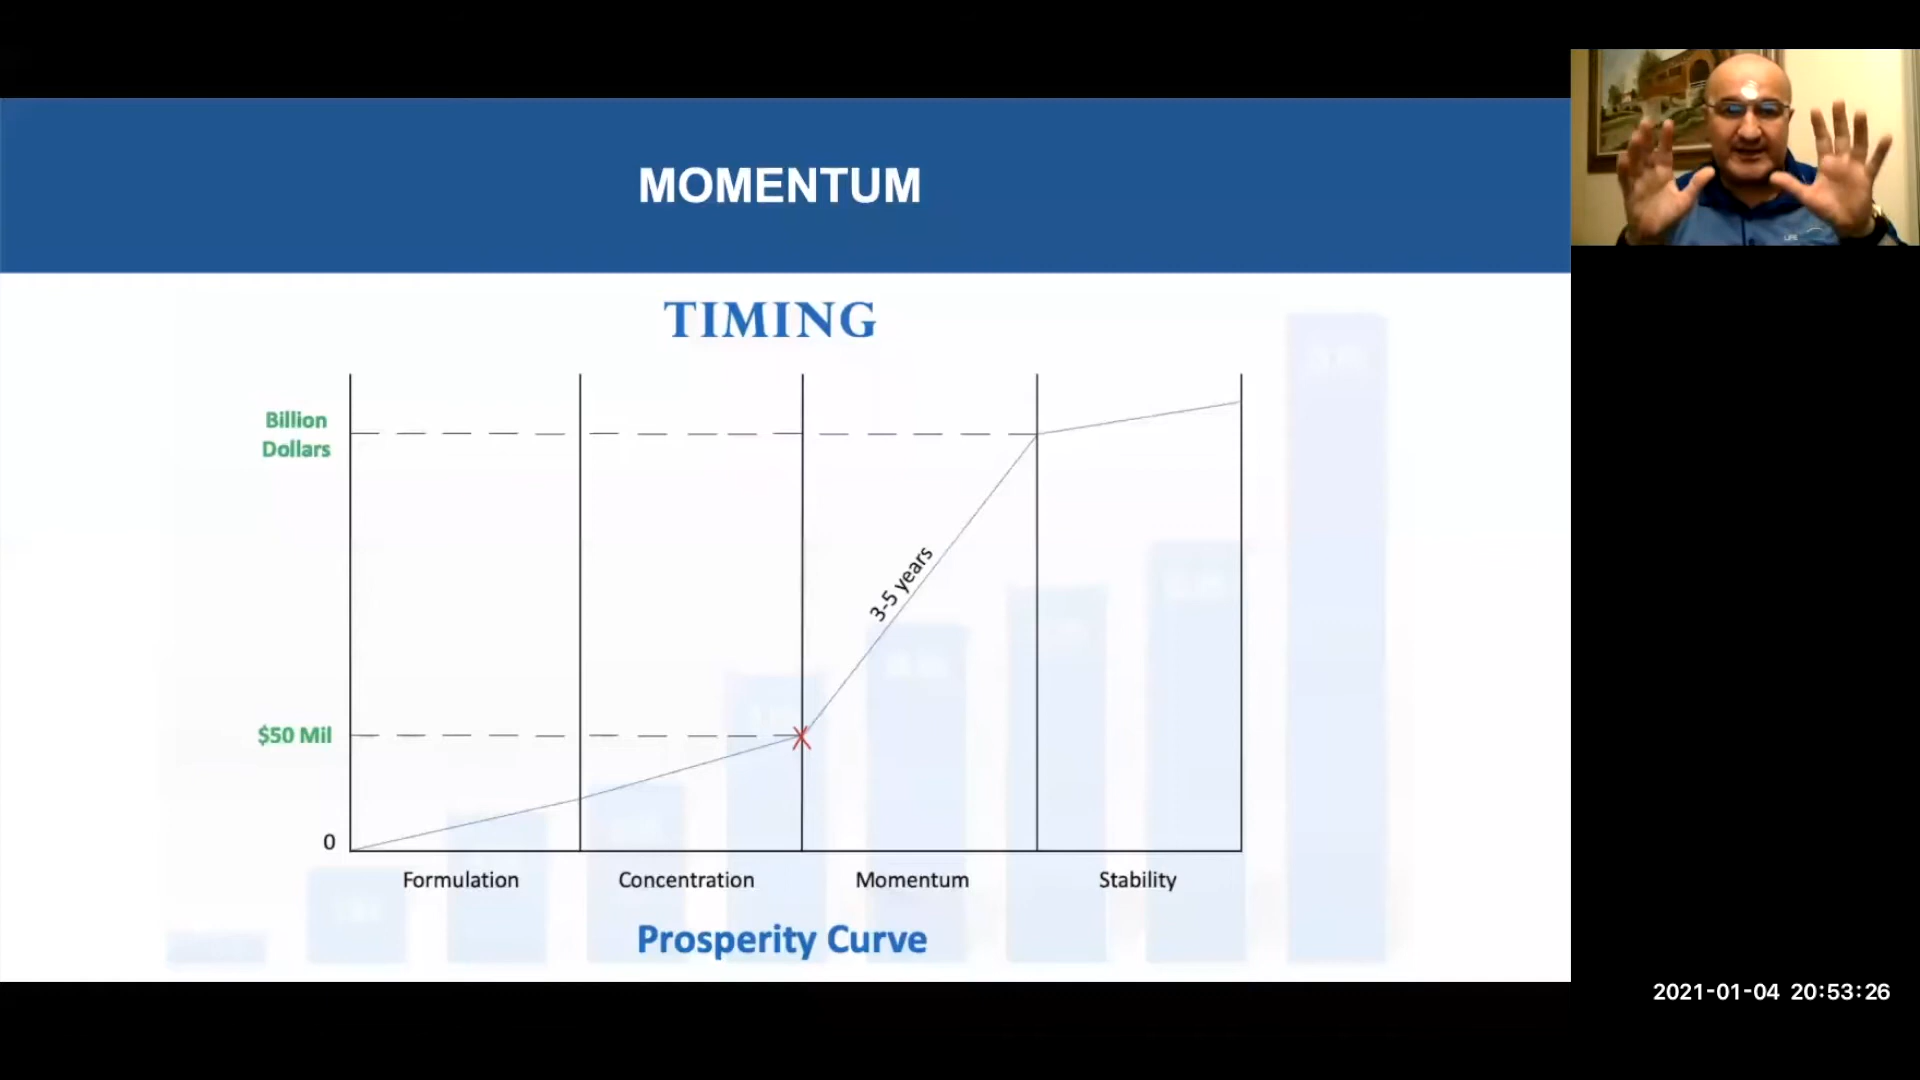 MOMENTUM
TIMING
Billion
Dollars
3-5 years
$50 Mil
0
Formulation
Concentration
Momentum
Stability
Prosperity Curve
2021-01-04 20:53:26